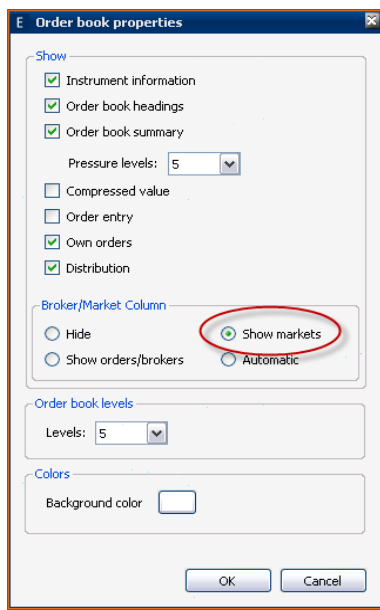 E Order book properties
Show
Instrument information
Order book headings
Order book summary
Pressure levels: 5
Compressed value
Order entry
Own orders
Distribution
Broker/Market Column
Hide Show markets
Show orders/brokers Automatic
Order book levels
Levels: 5
Colors
Background color
OK Cancel